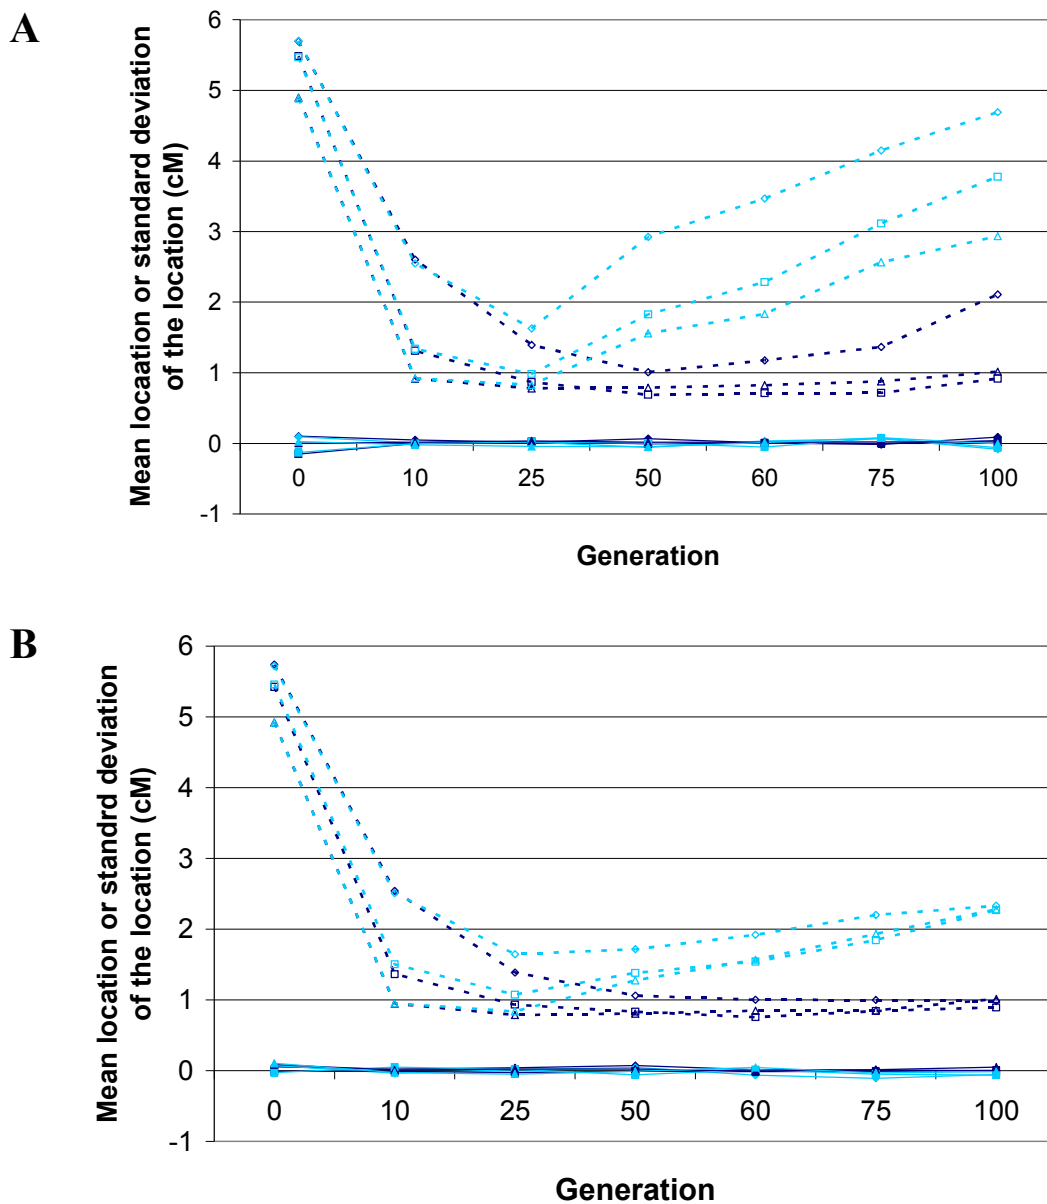 A
Mean locaation or standard deviation
of the location (cM)
6
5
4
3
2
1
0
-1
0 10 25 50 60 75 100
Generation
B
Mean location or standrd deviation
of the location (cM)
6
5
4
3
2
1
0
-1
0 10 25 50 60 75 100
Generation